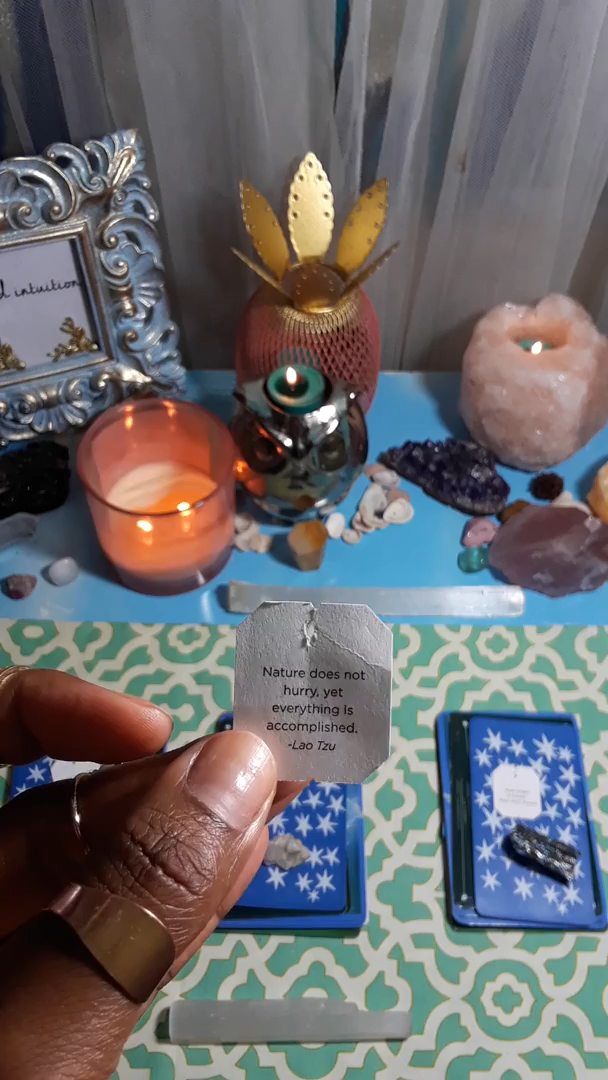 d intuition
Nature does not
hurry, yet
everything is
accomplished.
-Lao Tzu